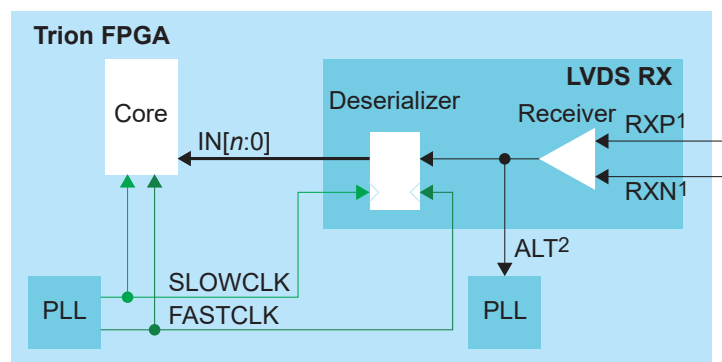 Trion FPGA
LVDS RX
Core
Deserializer
Receiver
RXP1
IN[n:0]
RXN1
ALT2
SLOWCLK
PLL
PLL
FASTCLK